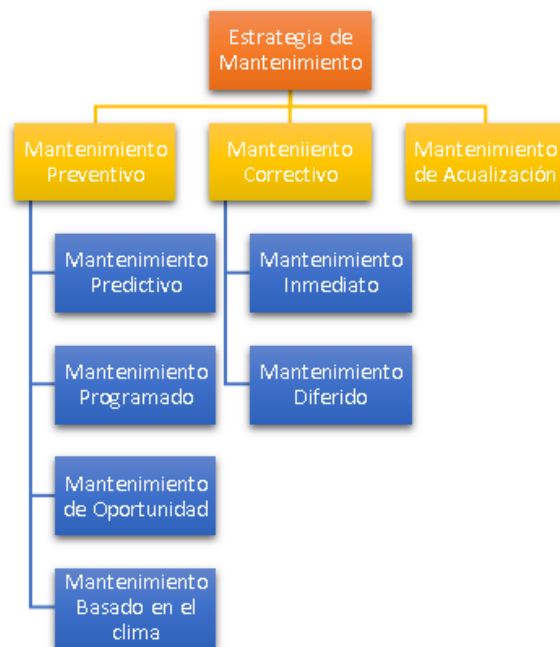 Estrategia de
Mantenimiento
Mantenimiento
Preventivo
Manteniiento
Correctivo
Mantenimiento
de Acualización
Mantenimiento
Predictivo
Mantenimiento
Inmediato
Mantenimiento
Programado
Mantenimiento
Diferido
Mantenimiento
de Oportunidad
Mantenimiento
Basado en el
clima